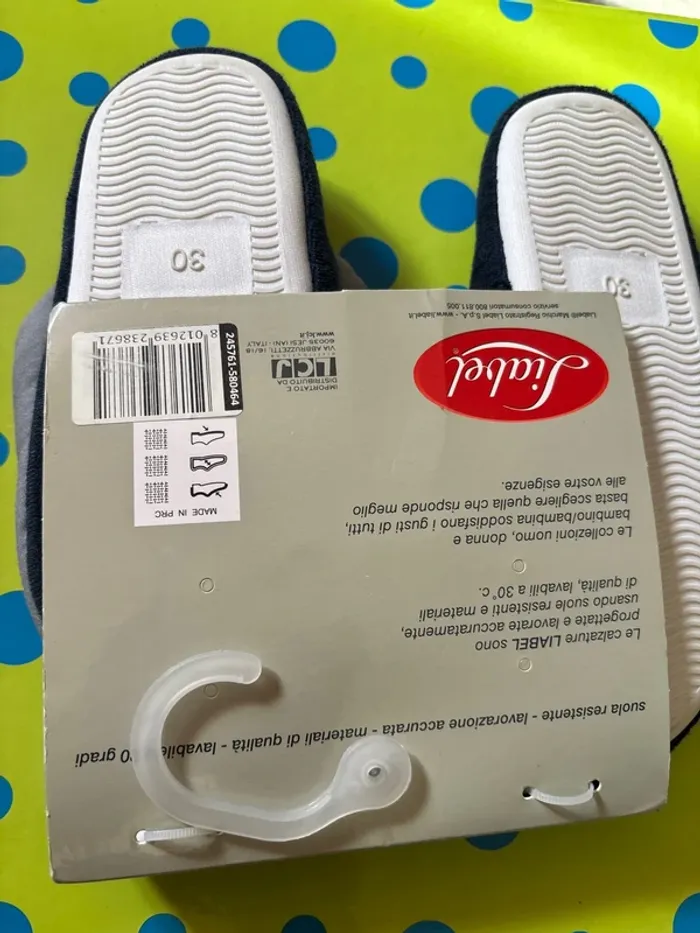 suola resistente - lavorazione accurata - materiali di qualità - lavabile 30 gradi
Le calzature LIABEL sono
progettate e lavorate accuratamente,
usando suole resistenti e materiali
di qualità, lavabili a 30°c.
Le collezioni uomo, donna e
bambino/bambina soddisfano i gusti di tutti,
basta scegliere quella che risponde meglio
alle vostre esigenze.
Liabel
Liabel® Marchio Registrato Liabel S.p.A. - www.liabel.it
servizio consumatori 800.811.005
MADE IN PRC
IMPORTATO E
DISTRIBUITO DA
LICJ
DISTRIBUZIONE
VIA ABBRUZZETTI, 16/18
60035 JESI (AN) - ITALY
www.lcj.it
245761-580464
8 012639 238671
30
30